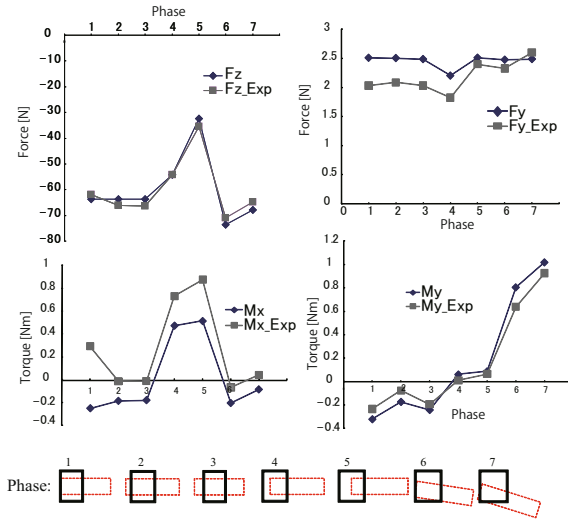 Phase
1 2 3 4 5 6 7
0
−10
−20
−30
−40
−50
−60
−70
−80
Force [N]
Fz
Fz_Exp
3
2.5
2
1.5
1
0.5
0
Force [N]
Fy
Fy_Exp
0 1 2 3 4 5 6 7
Phase
1
0.8
0.6
0.4
0.2
0
−0.2
−0.4
Torque [Nm]
Mx
Mx_Exp
1 2 3 4 5 6 7
1.2
1
0.8
0.6
0.4
0.2
0
−0.2
−0.4
Torque [Nm]
My
My_Exp
1 2 3 4 5 6 7
Phase
Phase: 1 2 3 4 5 6 7